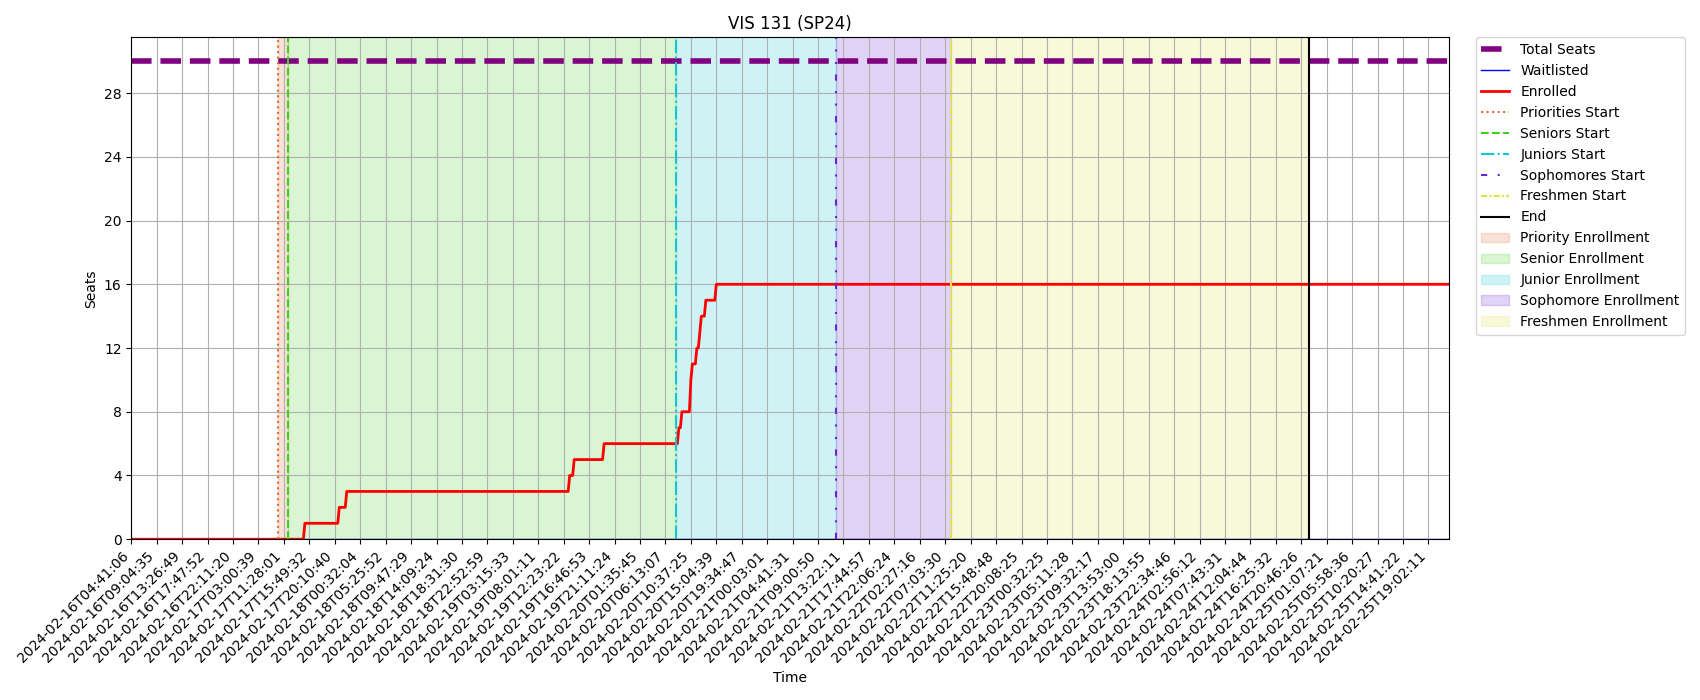 VIS 131 (SP24)
Seats
28
24
20
16
12
8
4
0
2024-02-16T04:41:06
2024-02-16T09:04:35
2024-02-16T13:26:49
2024-02-16T17:47:52
2024-02-16T22:11:20
2024-02-17T03:00:39
2024-02-17T11:28:01
2024-02-17T15:49:32
2024-02-17T20:10:40
2024-02-18T00:32:04
2024-02-18T05:25:52
2024-02-18T09:47:29
2024-02-18T14:09:24
2024-02-18T18:31:30
2024-02-18T22:52:59
2024-02-19T03:15:33
2024-02-19T08:01:11
2024-02-19T12:23:22
2024-02-19T16:46:53
2024-02-19T21:11:24
2024-02-20T01:35:45
2024-02-20T06:13:07
2024-02-20T10:37:25
2024-02-20T15:04:39
2024-02-20T19:34:47
2024-02-21T00:03:01
2024-02-21T04:41:31
2024-02-21T09:00:50
2024-02-21T13:22:11
2024-02-21T17:44:57
2024-02-21T22:06:24
2024-02-22T02:27:16
2024-02-22T07:03:30
2024-02-22T11:25:20
2024-02-22T15:48:48
2024-02-22T20:08:25
2024-02-23T00:32:25
2024-02-23T05:11:28
2024-02-23T09:32:17
2024-02-23T13:53:00
2024-02-23T18:13:55
2024-02-23T22:34:46
2024-02-24T02:56:12
2024-02-24T07:43:31
2024-02-24T12:04:44
2024-02-24T16:25:32
2024-02-24T20:46:26
2024-02-25T01:07:21
2024-02-25T05:58:36
2024-02-25T10:20:27
2024-02-25T14:41:22
2024-02-25T19:02:11
Time
Total Seats
Waitlisted
Enrolled
Priorities Start
Seniors Start
Juniors Start
Sophomores Start
Freshmen Start
End
Priority Enrollment
Senior Enrollment
Junior Enrollment
Sophomore Enrollment
Freshmen Enrollment